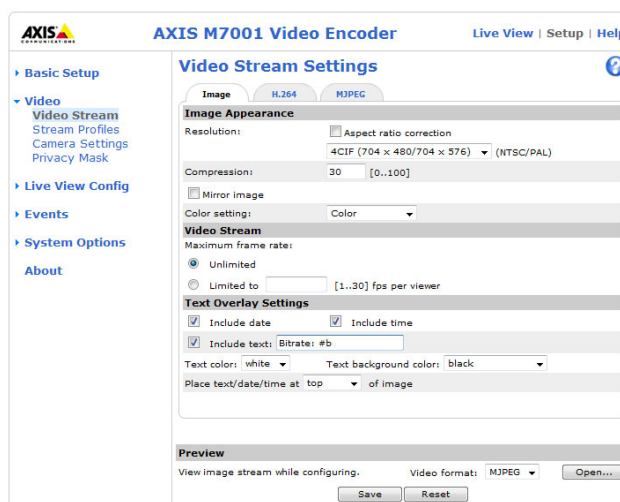 AXIS
COMMUNICATIONS
AXIS M7001 Video Encoder
Live View | Setup | Help
Basic Setup
Video
Video Stream
Stream Profiles
Camera Settings
Privacy Mask
Live View Config
Events
System Options
About
Video Stream Settings
?
Image
H.264
MJPEG
Image Appearance
Resolution:
Aspect ratio correction
4CIF (704 x 480/704 x 576) (NTSC/PAL)
Compression: 30 [0..100]
Mirror image
Color setting: Color
Video Stream
Maximum frame rate:
Unlimited
Limited to [1..30] fps per viewer
Text Overlay Settings
Include date Include time
Include text: Bitrate: #b
Text color: white Text background color: black
Place text/date/time at top of image
Preview
View image stream while configuring. Video format: MJPEG Open...
Save Reset